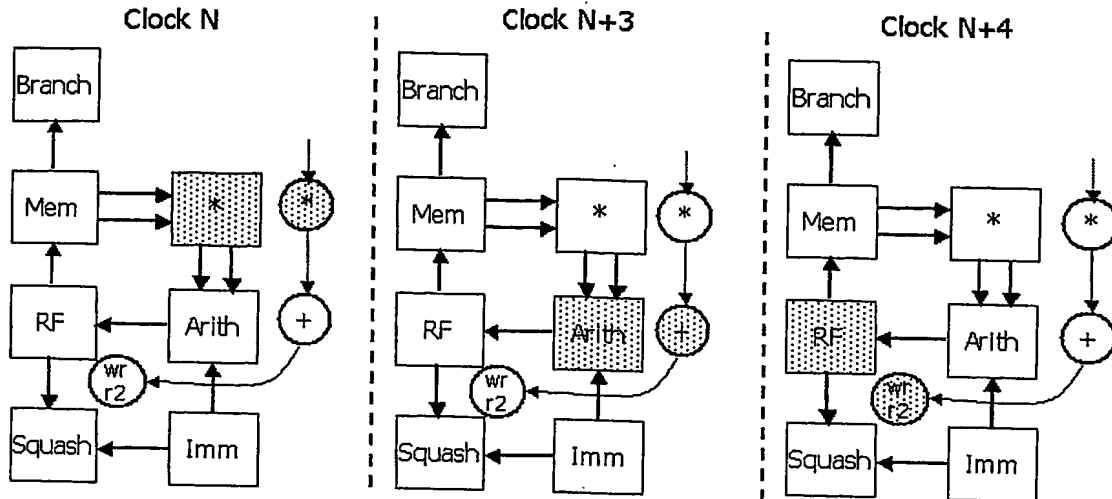 Clock N
Branch
Mem
*
*
RF
Arith
+
wr
r2
Squash
Imm
Clock N+3
Branch
Mem
*
*
RF
Arith
+
wr
r2
Squash
Imm
Clock N+4
Branch
Mem
*
*
RF
Arith
+
wr
r2
Squash
Imm